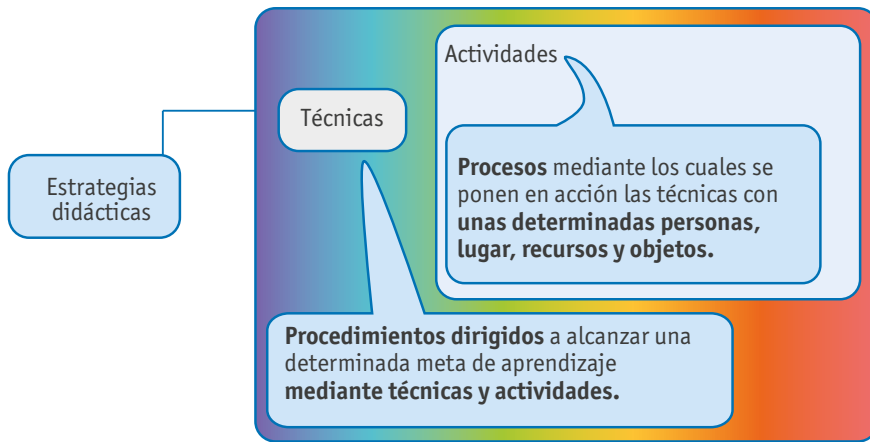 Actividades
Técnicas
Procesos mediante los cuales se
ponen en acción las técnicas con
unas determinadas personas,
lugar, recursos y objetos.
Estrategias
didácticas
Procedimientos dirigidos a alcanzar una
determinada meta de aprendizaje
mediante técnicas y actividades.